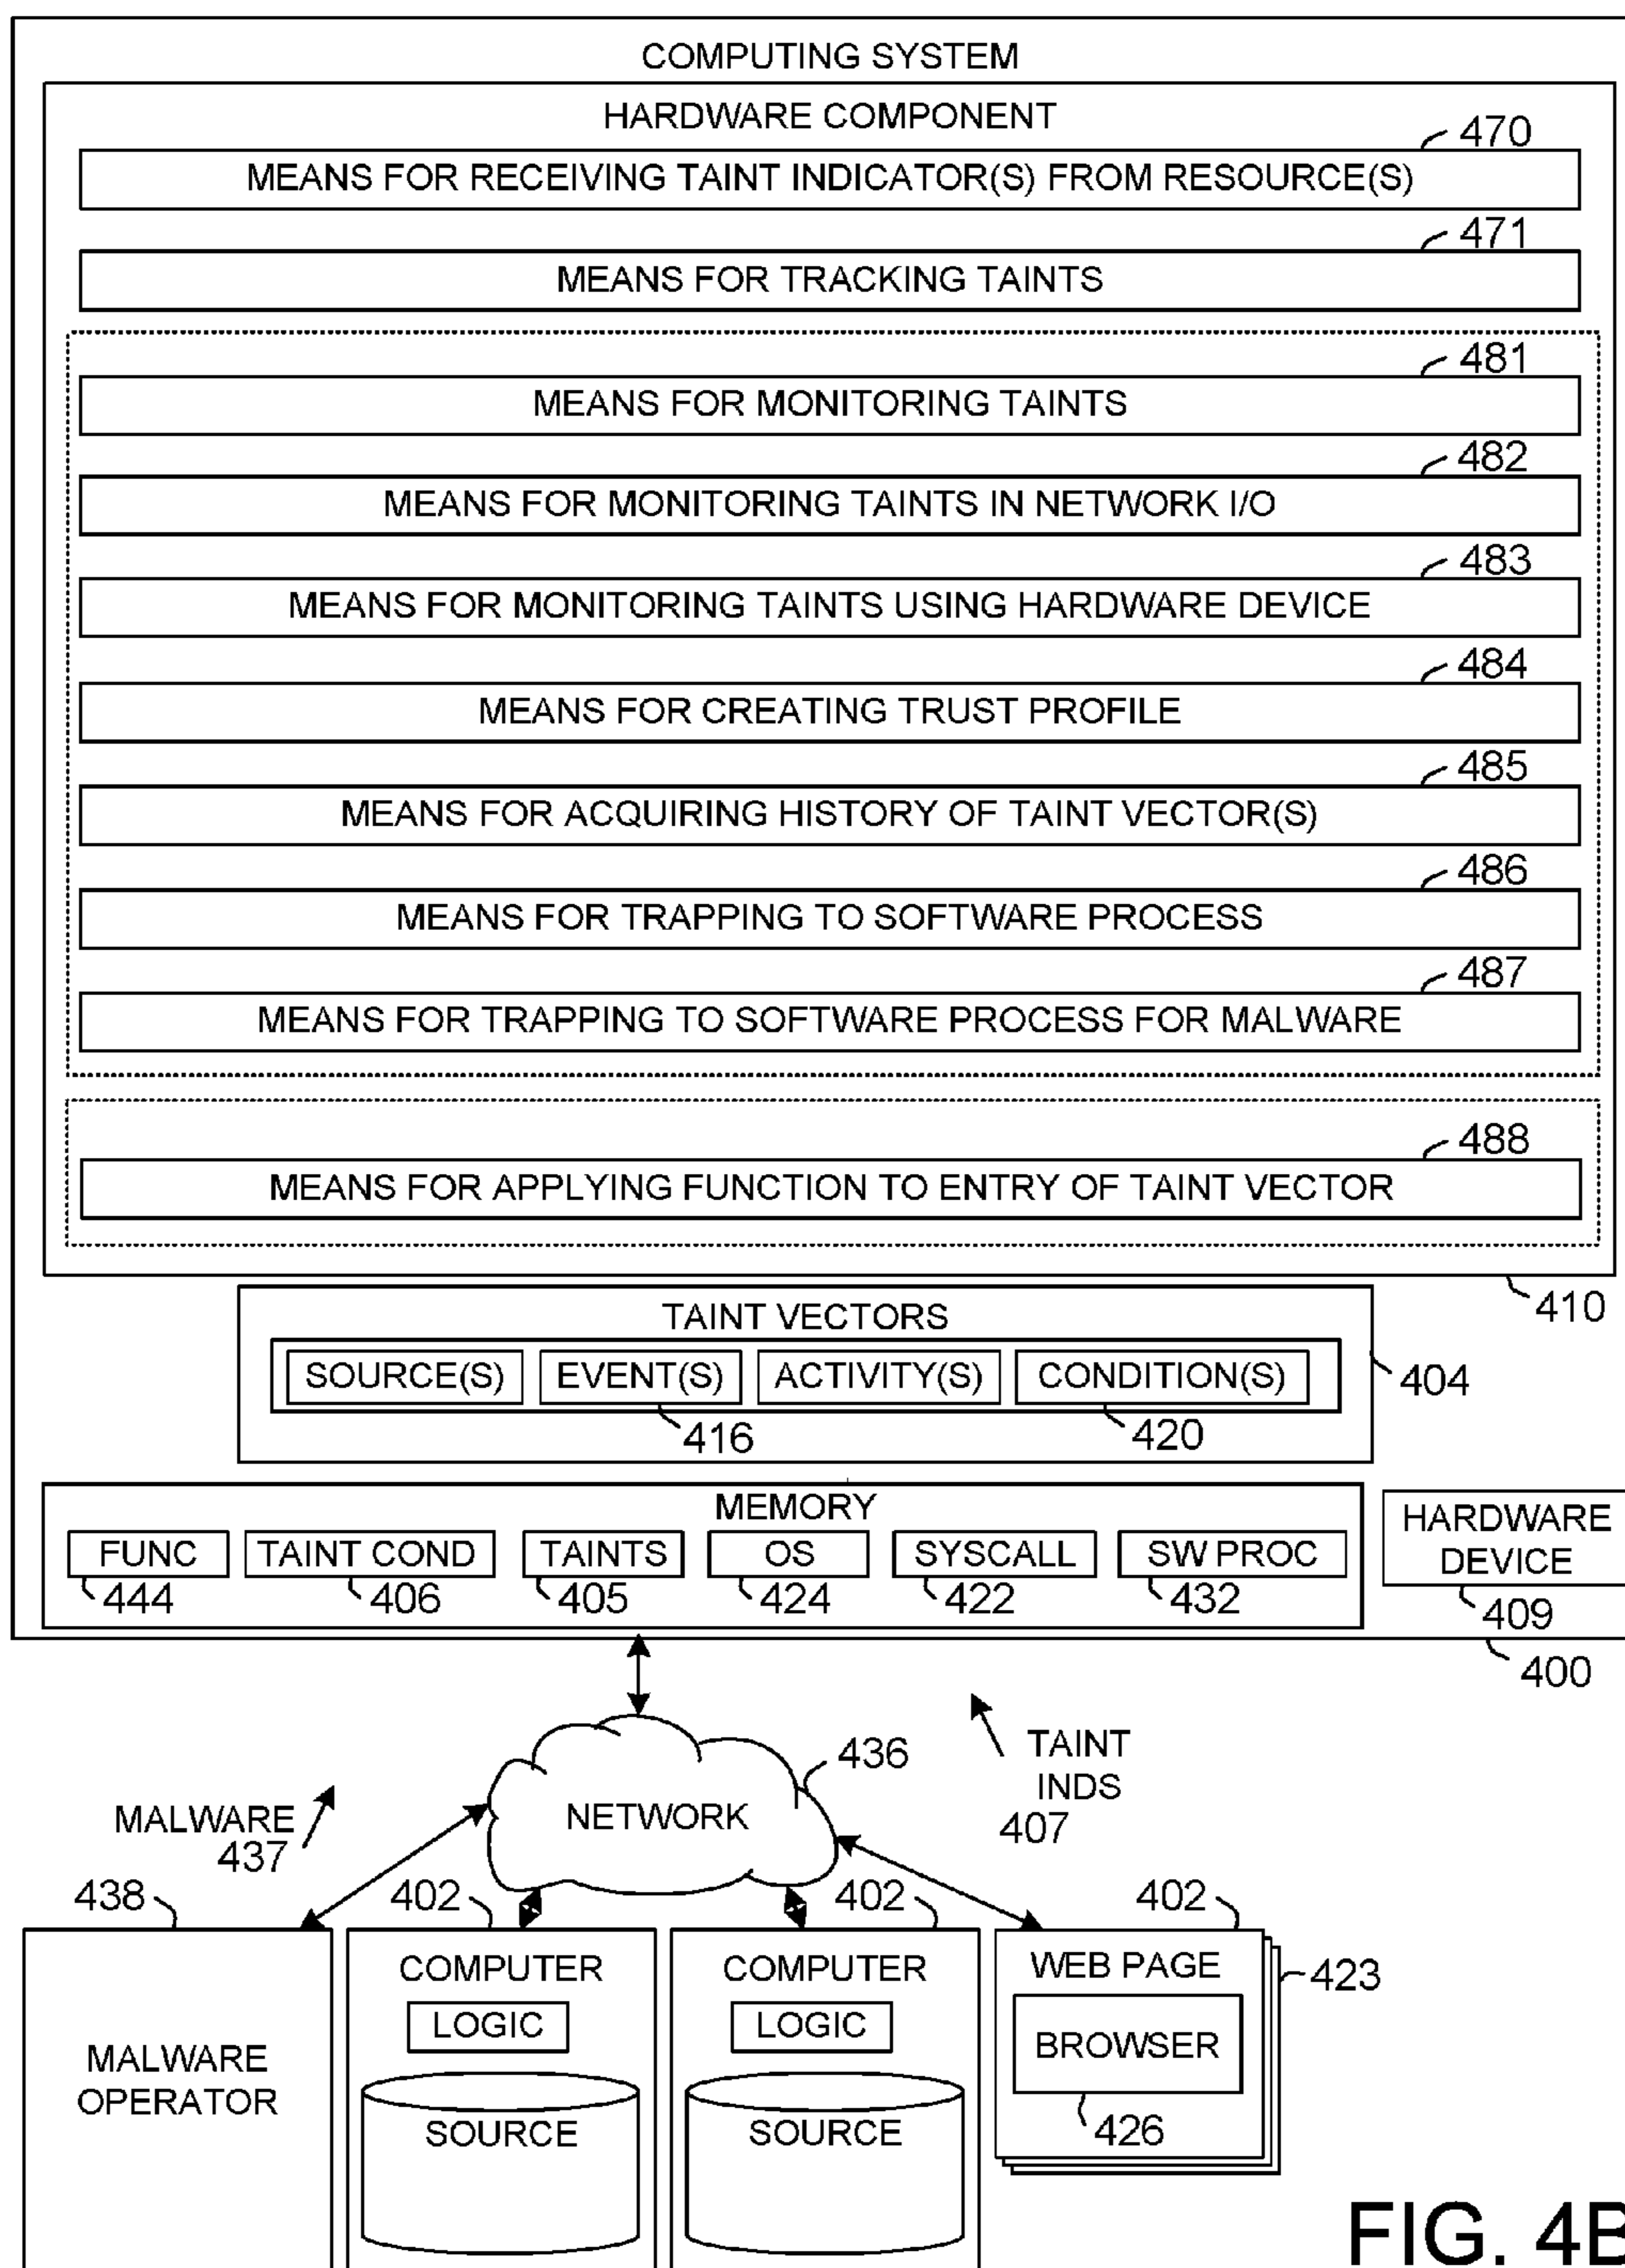 COMPUTING SYSTEM
HARDWARE COMPONENT
470
MEANS FOR RECEIVING TAINT INDICATOR(S) FROM RESOURCE(S)
471
MEANS FOR TRACKING TAINTS
481
MEANS FOR MONITORING TAINTS
482
MEANS FOR MONITORING TAINTS IN NETWORK I/O
483
MEANS FOR MONITORING TAINTS USING HARDWARE DEVICE
484
MEANS FOR CREATING TRUST PROFILE
485
MEANS FOR ACQUIRING HISTORY OF TAINT VECTOR(S)
486
MEANS FOR TRAPPING TO SOFTWARE PROCESS
487
MEANS FOR TRAPPING TO SOFTWARE PROCESS FOR MALWARE
488
MEANS FOR APPLYING FUNCTION TO ENTRY OF TAINT VECTOR
410
TAINT VECTORS
SOURCE(S) EVENT(S) ACTIVITY(S) CONDITION(S)
404
416 420
MEMORY
FUNC TAINT COND TAINTS OS SYSCALL SW PROC
444 406 405 424 422 432
HARDWARE
DEVICE
409
400
NETWORK
436
TAINT
INDS
407
MALWARE
437
438 402 402 402
MALWARE
OPERATOR
COMPUTER
LOGIC
SOURCE
COMPUTER
LOGIC
SOURCE
WEB PAGE
423
BROWSER
426
FIG. 4B